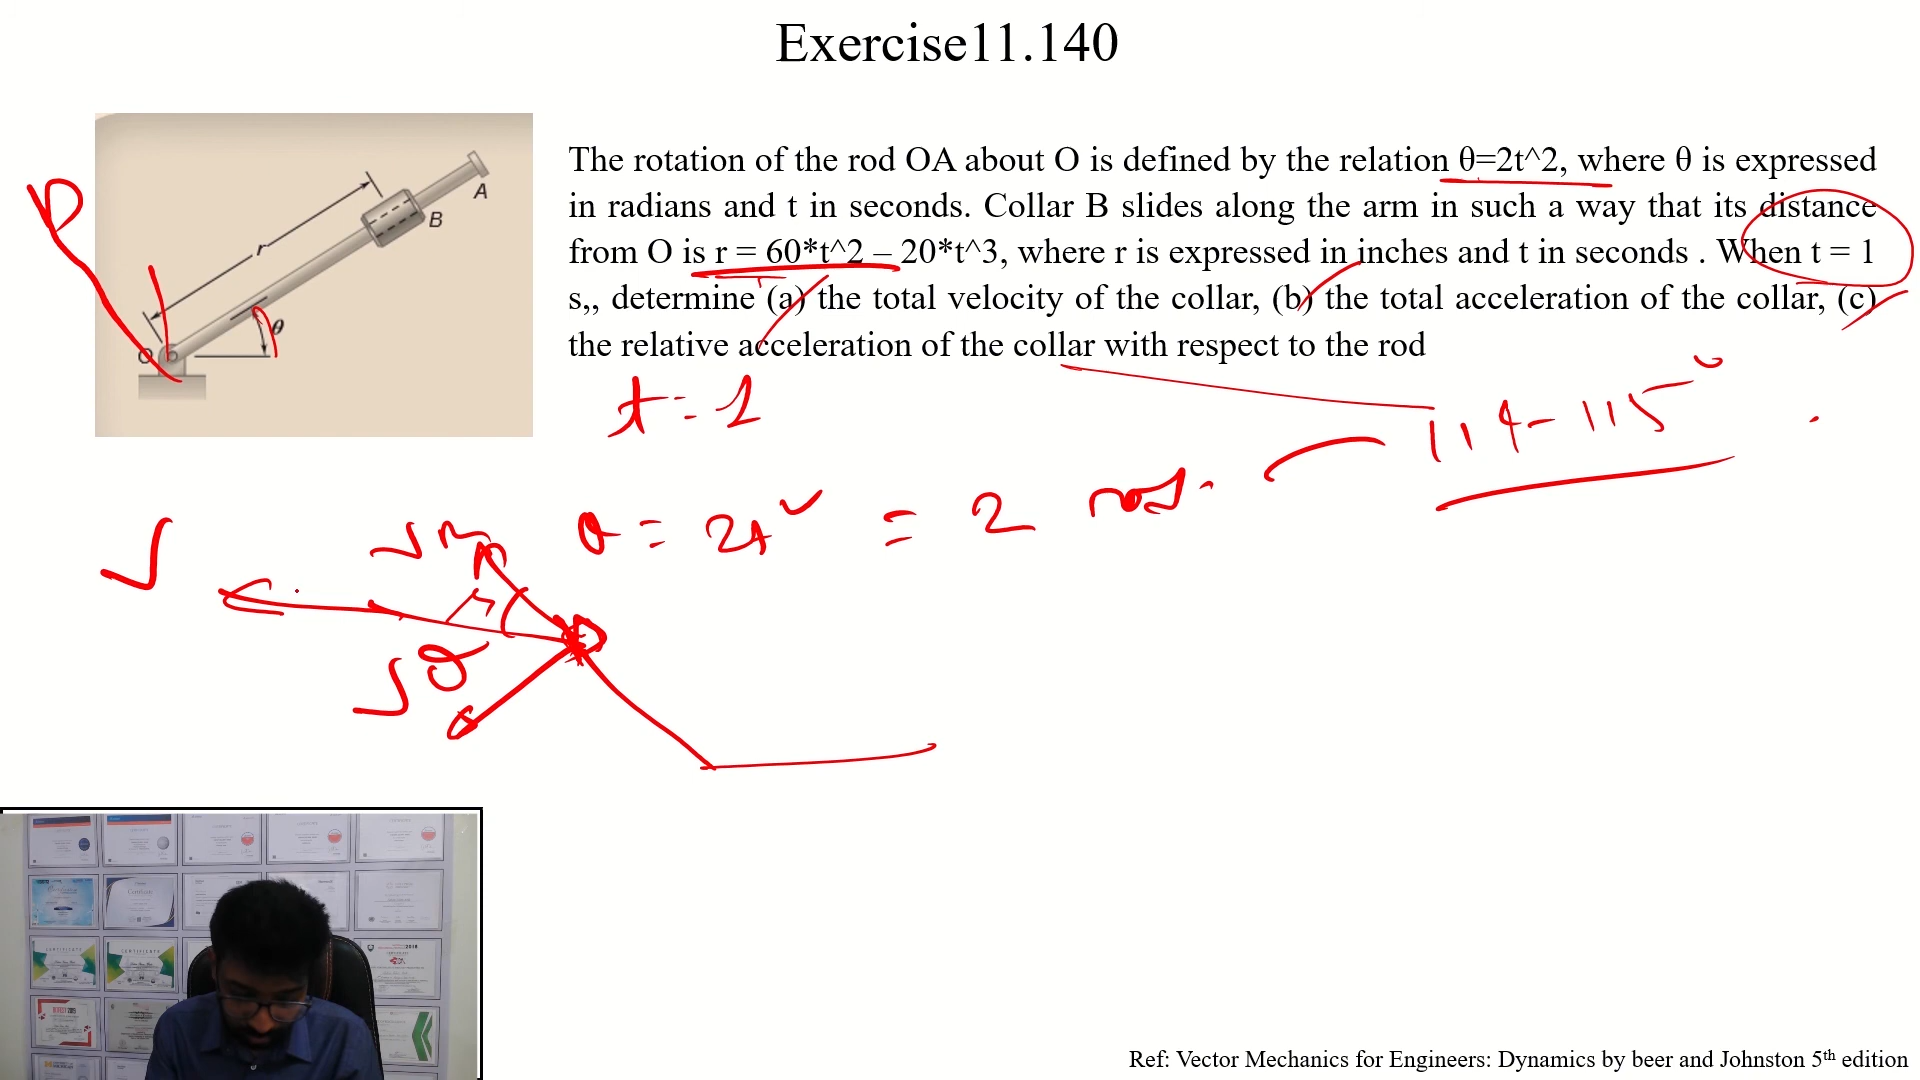 Exercise11.140
The rotation of the rod OA about O is defined by the relation θ=2t^2, where θ is expressed
in radians and t in seconds. Collar B slides along the arm in such a way that its distance
from O is r = 60*t^2 – 20*t^3, where r is expressed in inches and t in seconds . When t = 1
s,, determine (a) the total velocity of the collar, (b) the total acceleration of the collar, (c)
the relative acceleration of the collar with respect to the rod
A
B
r
θ
O
t = 1
114 - 115°
θ = 2t² = 2 rad.
Vr
V
Vθ
Ref: Vector Mechanics for Engineers: Dynamics by beer and Johnston 5th edition